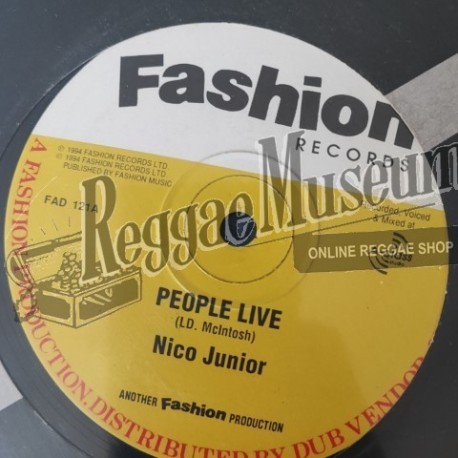 Fashion
RECORDS
℗ 1994 FASHION RECORDS LTD.
© 1994 FASHION RECORDS LTD.
PUBLISHED BY FASHION MUSIC
FAD 121A
Recorded, Voiced
& Mixed at
Reggae Museum
ONLINE REGGAE SHOP
PEOPLE LIVE
(LD. McIntosh)
Nico Junior
ANOTHER Fashion PRODUCTION
A FASHION PRODUCTION, DISTRIBUTED BY DUB VENDOR